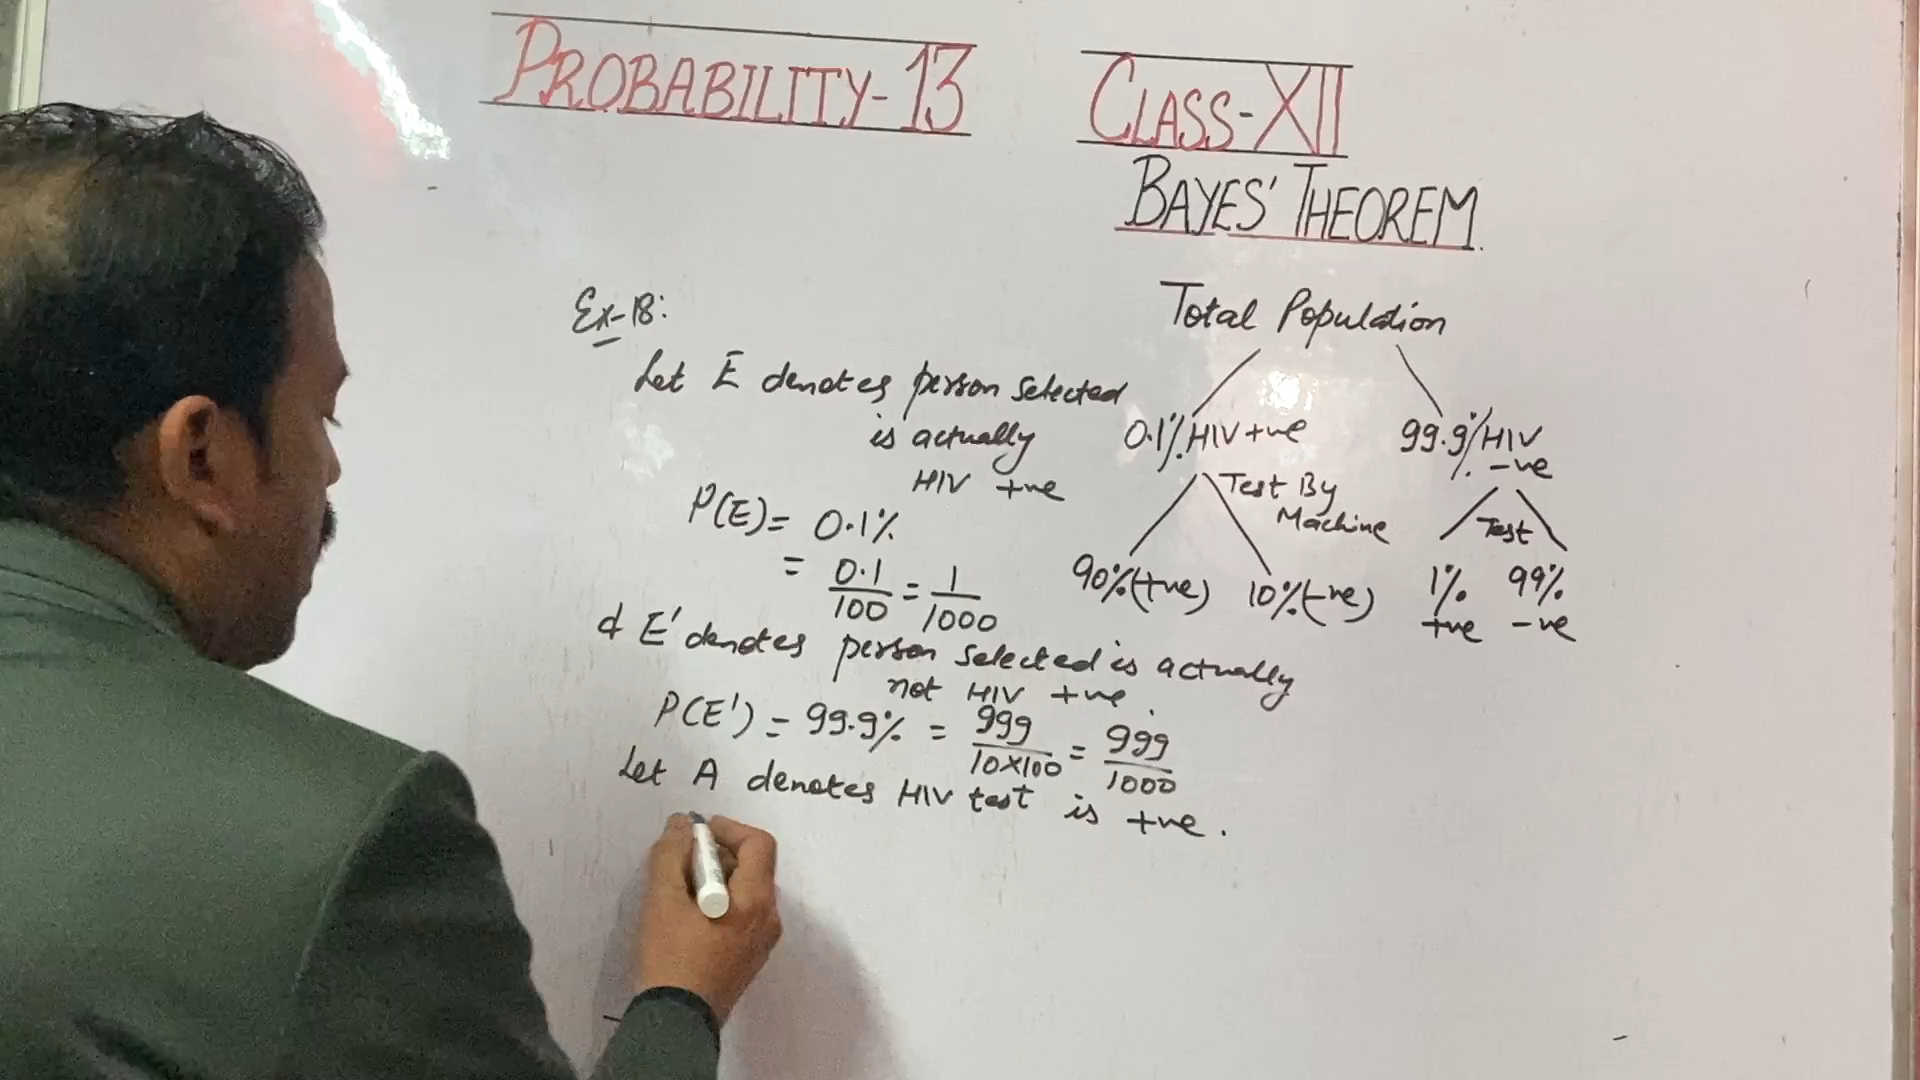 PROBABILITY-13
CLASS-XII
BAYES' THEOREM.
Ex-18:
Let E denotes person selected
is actually
HIV +ve
P(E) = 0.1%
= 0.1/100 = 1/1000
& E' denotes person selected is actually
not HIV +ve.
P(E') = 99.9% = 999/10×100 = 999/1000
Let A denotes HIV test is +ve.
Total Population
0.1% HIV +ve 99.9% HIV
-ve
Test By
Machine
Test
90%(+ve) 10%(-ve) 1% 99%
+ve -ve